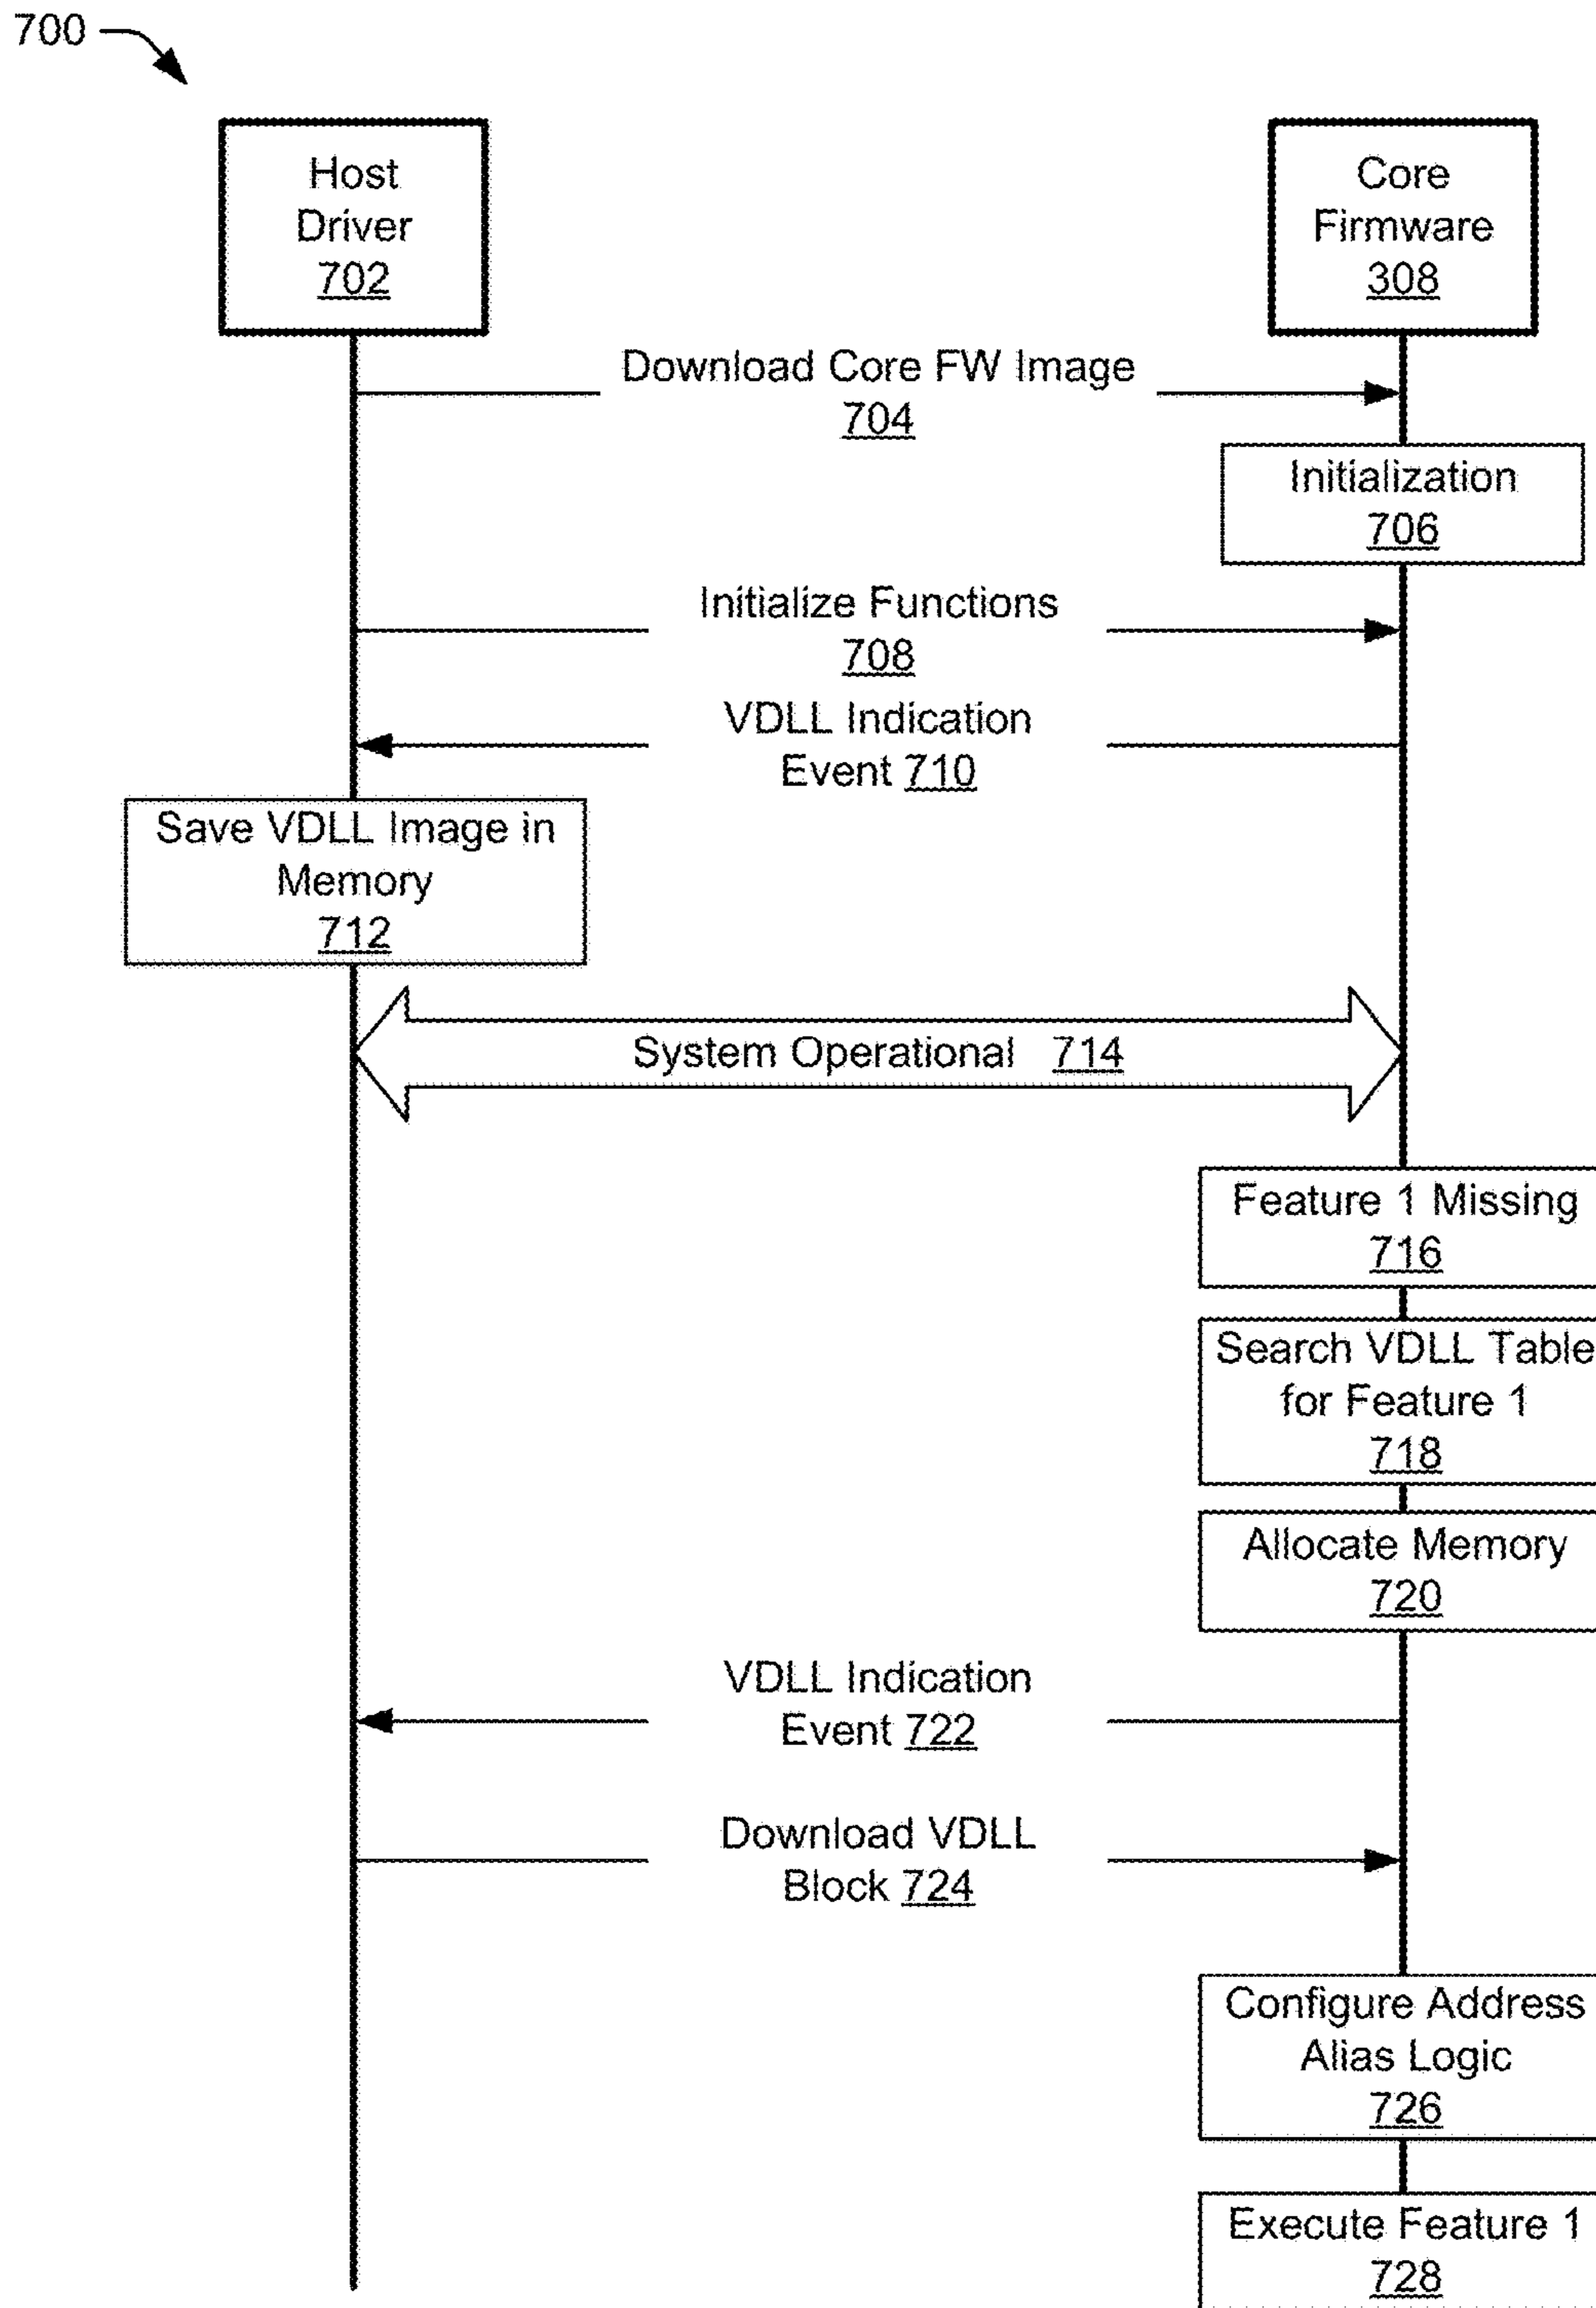 700
Host
Driver
702
Core
Firmware
308
Download Core FW Image
704
Initialization
706
Initialize Functions
708
VDLL Indication
Event 710
Save VDLL Image in
Memory
712
System Operational 714
Feature 1 Missing
716
Search VDLL Table
for Feature 1
718
Allocate Memory
720
VDLL Indication
Event 722
Download VDLL
Block 724
Configure Address
Alias Logic
726
Execute Feature 1
728